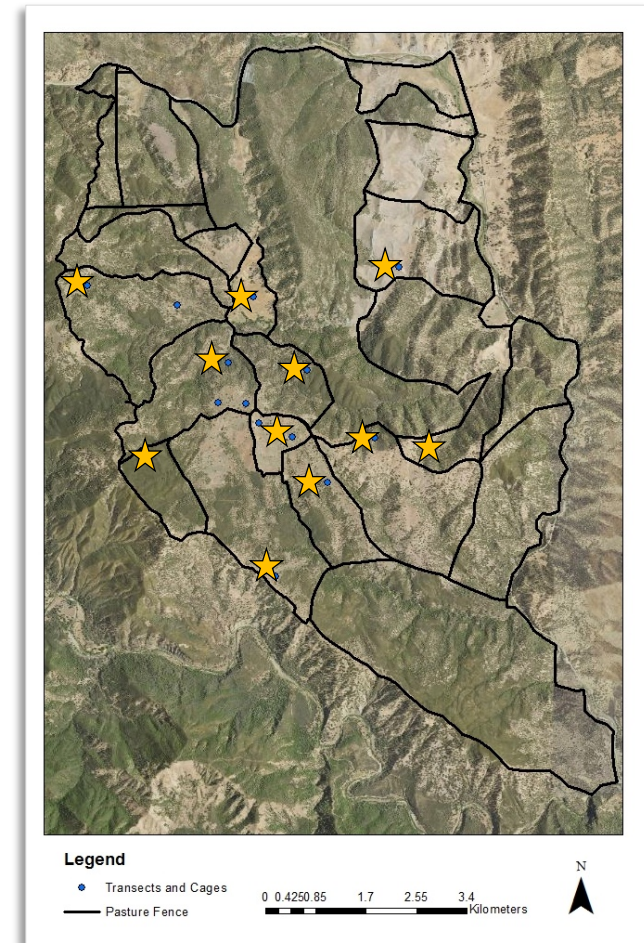 Legend
Transects and Cages
Pasture Fence
0 0.4250.85 1.7 2.55 3.4
Kilometers
N